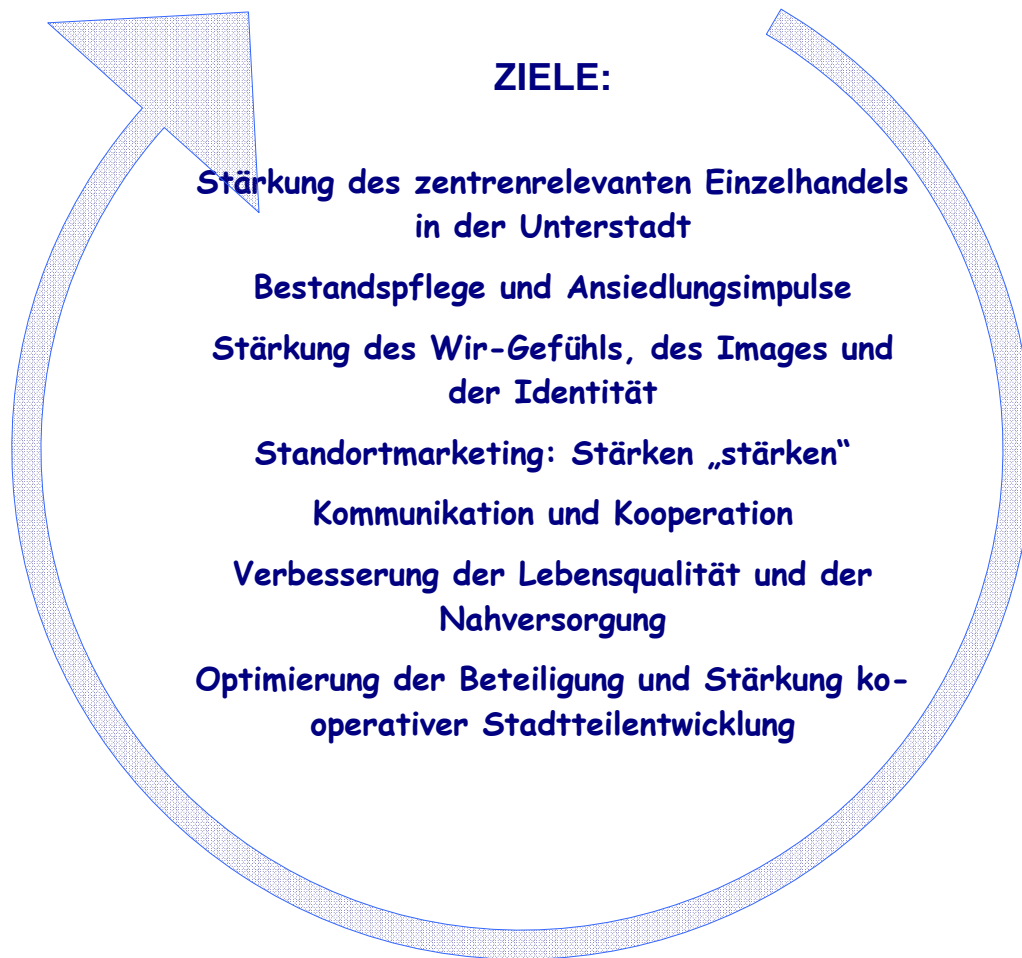 ZIELE:
Stärkung des zentrenrelevanten Einzelhandels
in der Unterstadt
Bestandspflege und Ansiedlungsimpulse
Stärkung des Wir-Gefühls, des Images und
der Identität
Standortmarketing: Stärken „stärken“
Kommunikation und Kooperation
Verbesserung der Lebensqualität und der
Nahversorgung
Optimierung der Beteiligung und Stärkung ko-
operativer Stadtteilentwicklung